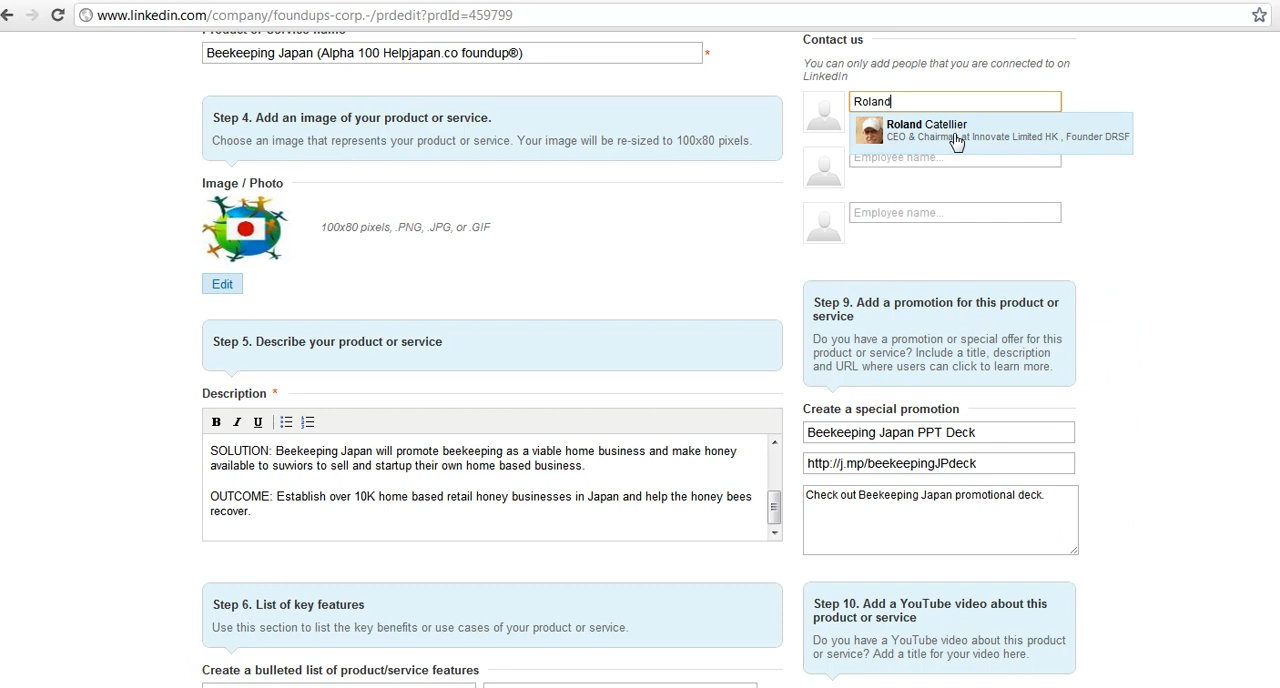 www.linkedin.com/company/foundups-corp.-/prdedit?prdId=459799
Beekeeping Japan (Alpha 100 Helpjapan.co foundup®)
*
Step 4. Add an image of your product or service.
Choose an image that represents your product or service. Your image will be re-sized to 100x80 pixels.
Image / Photo
100x80 pixels, .PNG, .JPG, or .GIF
Edit
Step 5. Describe your product or service
Description *
B I U
SOLUTION: Beekeeping Japan will promote beekeeping as a viable home business and make honey
available to suvviors to sell and startup their own home based business.
OUTCOME: Establish over 10K home based retail honey businesses in Japan and help the honey bees
recover.
Step 6. List of key features
Use this section to list the key benefits or use cases of your product or service.
Create a bulleted list of product/service features
Contact us
You can only add people that you are connected to on
LinkedIn
Roland
Roland Catellier
CEO & Chairman at Innovate Limited HK , Founder DRSF
Employee name...
Employee name...
Step 9. Add a promotion for this product or
service
Do you have a promotion or special offer for this
product or service? Include a title, description
and URL where users can click to learn more.
Create a special promotion
Beekeeping Japan PPT Deck
http://j.mp/beekeepingJPdeck
Check out Beekeeping Japan promotional deck.
Step 10. Add a YouTube video about this
product or service
Do you have a YouTube video about this product
or service? Add a title for your video here.